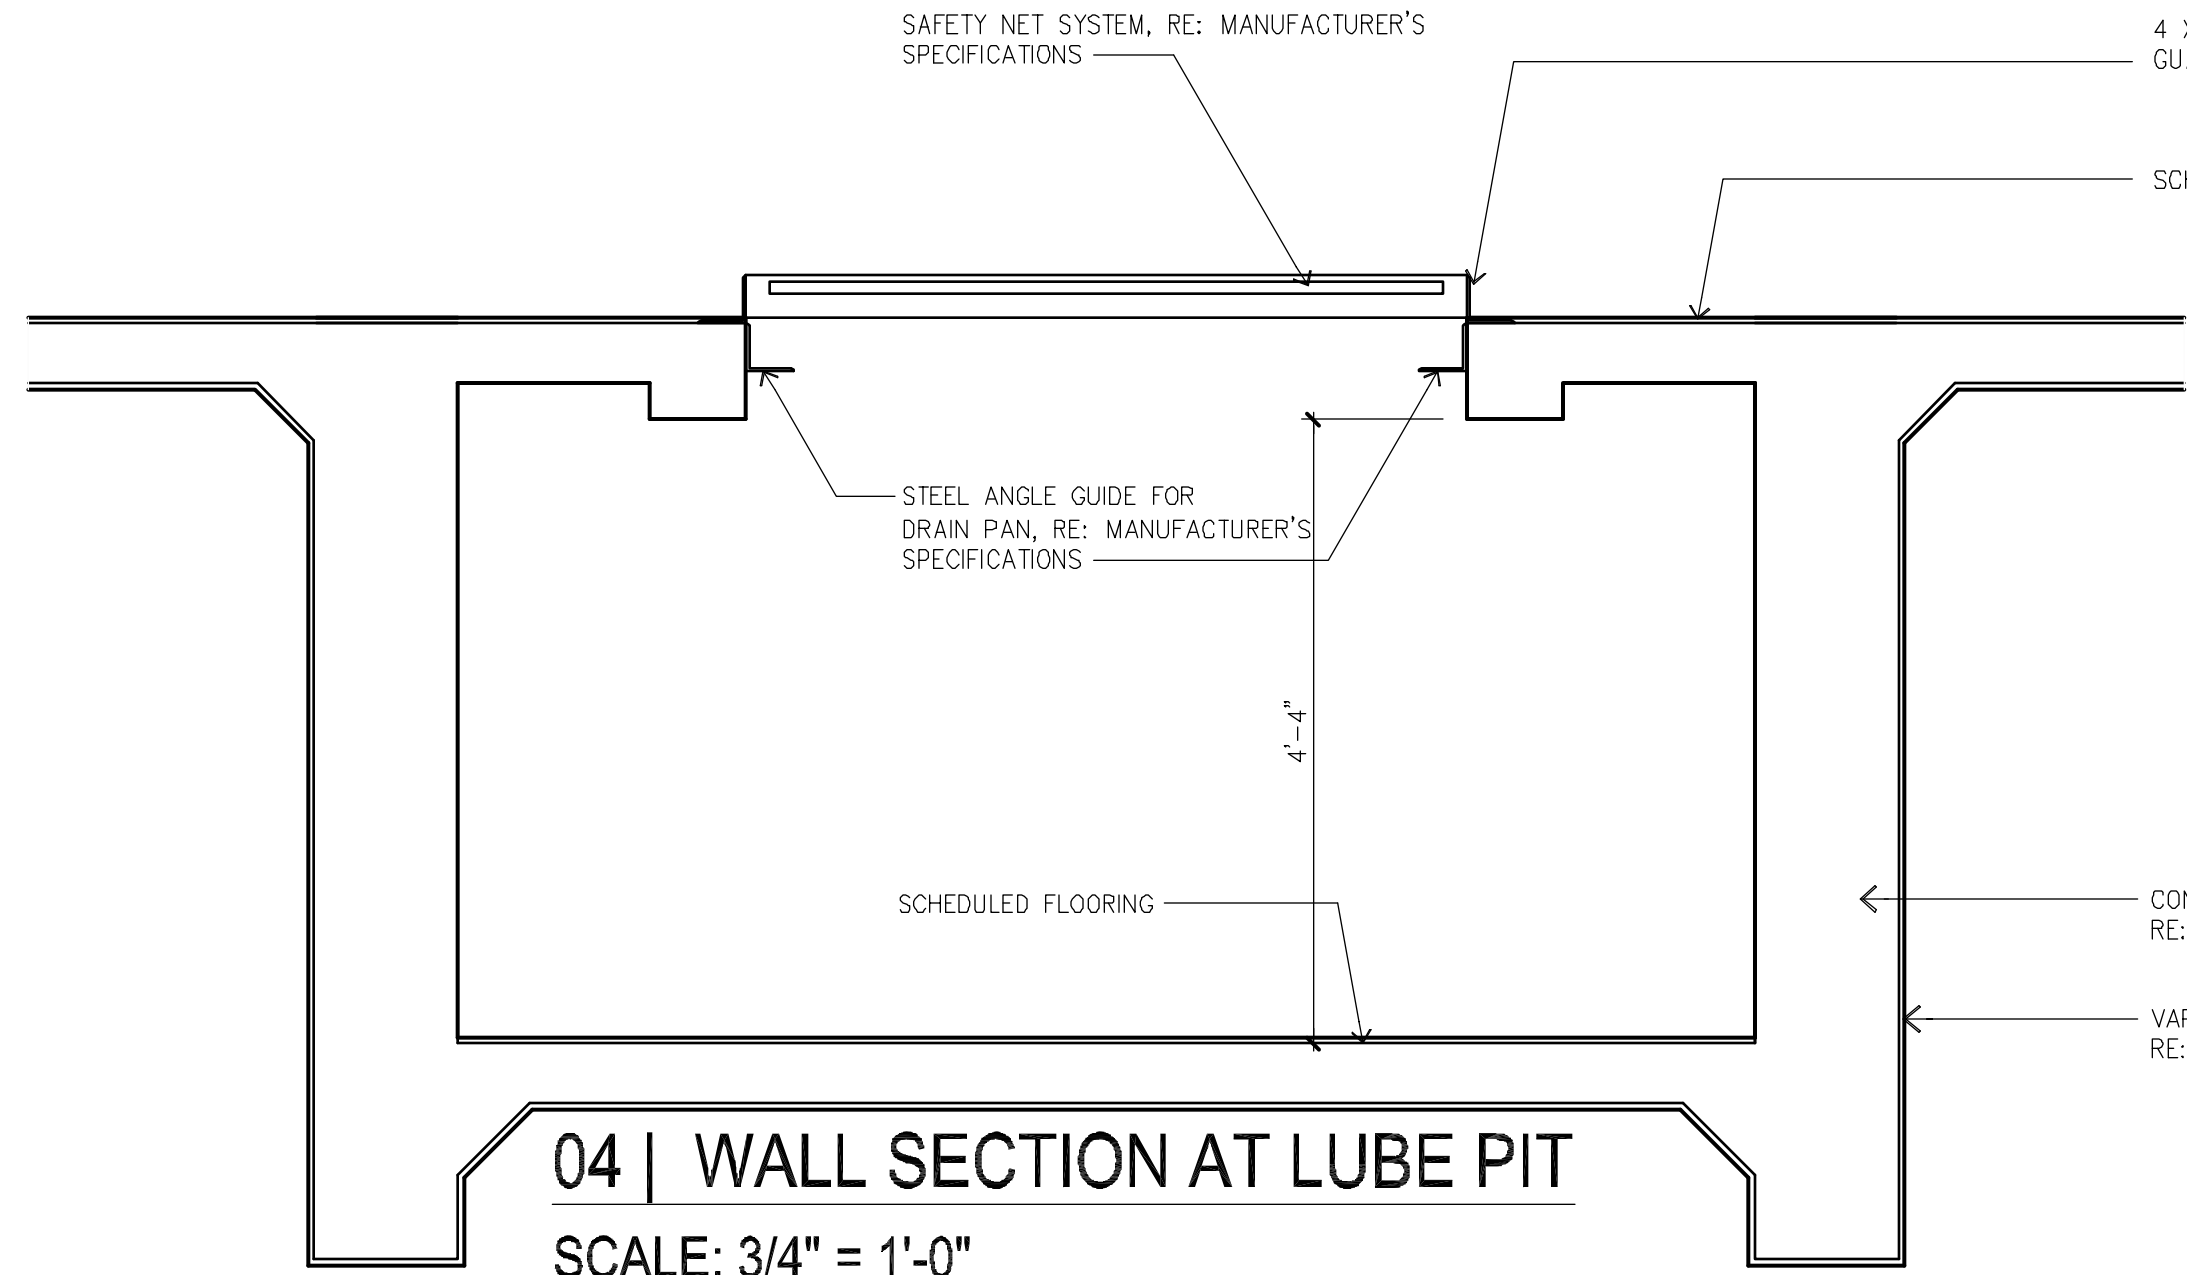 SAFETY NET SYSTEM, RE: MANUFACTURER'S
SPECIFICATIONS
4
STEEL ANGLE GUIDE FOR
DRAIN PAN, RE: MANUFACTURER'S
SPECIFICATIONS
4'-4"
SCHEDULED FLOORING
RE:
RE:
04 | WALL SECTION AT LUBE PIT
SCALE: 3/4" = 1'-0"